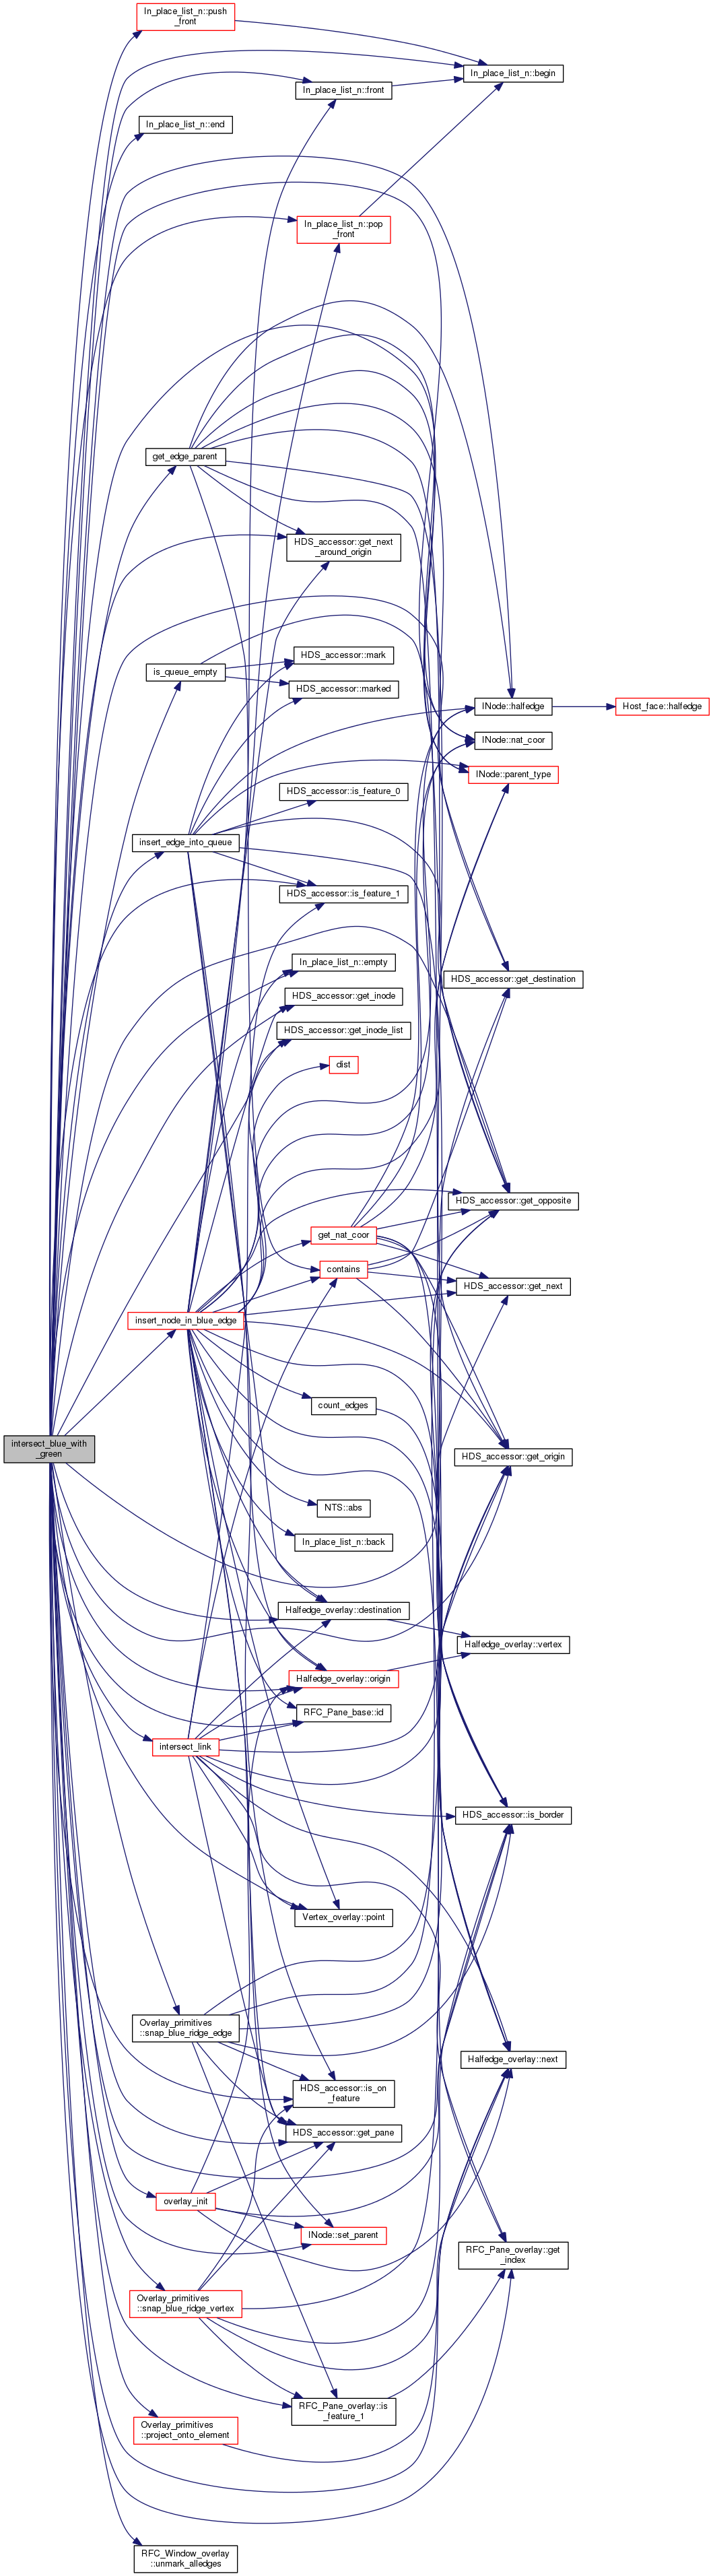 In_place_list_n::push
_front
In_place_list_n::begin
In_place_list_n::front
In_place_list_n::end
In_place_list_n::pop
_front
get_edge_parent
HDS_accessor::get_next
_around_origin
HDS_accessor::mark
is_queue_empty
HDS_accessor::marked
INode::halfedge
Host_face::halfedge
INode::nat_coor
INode::parent_type
HDS_accessor::is_feature_0
insert_edge_into_queue
HDS_accessor::is_feature_1
In_place_list_n::empty
HDS_accessor::get_destination
HDS_accessor::get_inode
HDS_accessor::get_inode_list
dist
HDS_accessor::get_opposite
get_nat_coor
contains
HDS_accessor::get_next
insert_node_in_blue_edge
count_edges
intersect_blue_with
_green
HDS_accessor::get_origin
NTS::abs
In_place_list_n::back
Halfedge_overlay::destination
Halfedge_overlay::vertex
Halfedge_overlay::origin
RFC_Pane_base::id
intersect_link
HDS_accessor::is_border
Vertex_overlay::point
Overlay_primitives
::snap_blue_ridge_edge
Halfedge_overlay::next
HDS_accessor::is_on
_feature
HDS_accessor::get_pane
overlay_init
INode::set_parent
RFC_Pane_overlay::get
_index
Overlay_primitives
::snap_blue_ridge_vertex
RFC_Pane_overlay::is
_feature_1
Overlay_primitives
::project_onto_element
RFC_Window_overlay
::unmark_alledges